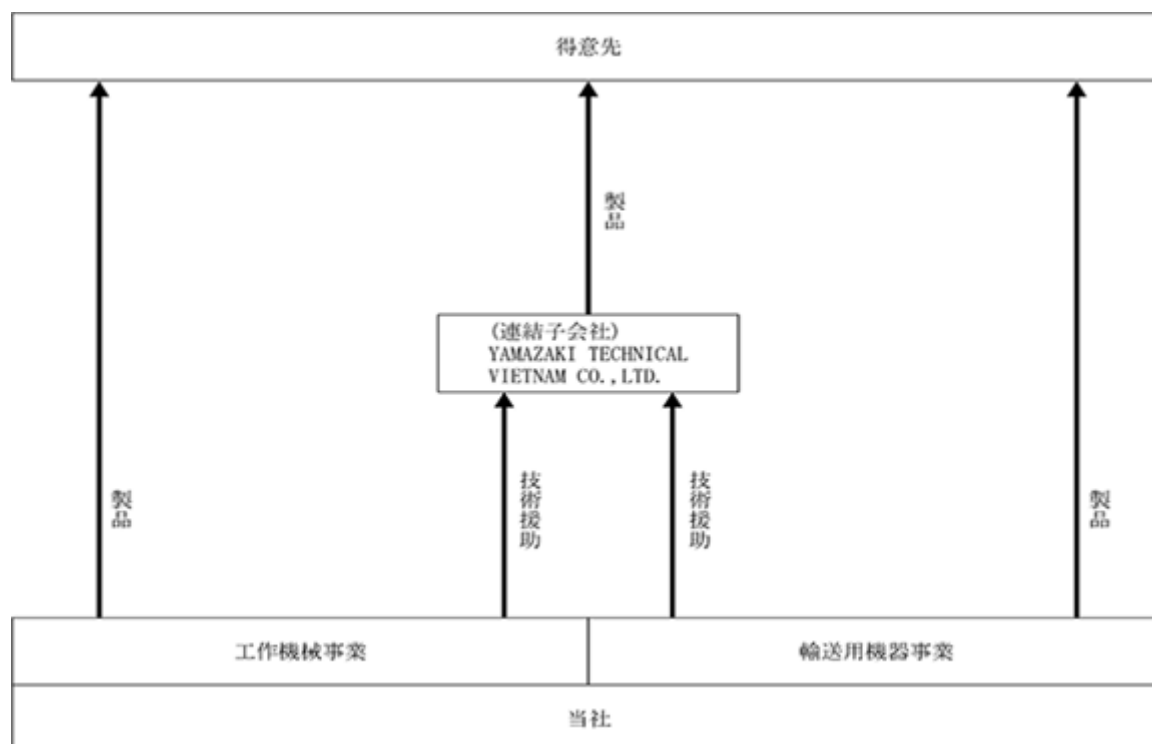 得意先
製品
(連結子会社)
YAMAZAKI TECHNICAL
VIETNAM CO.,LTD.
製品
技術援助
技術援助
製品
工作機械事業
輸送用機器事業
当社